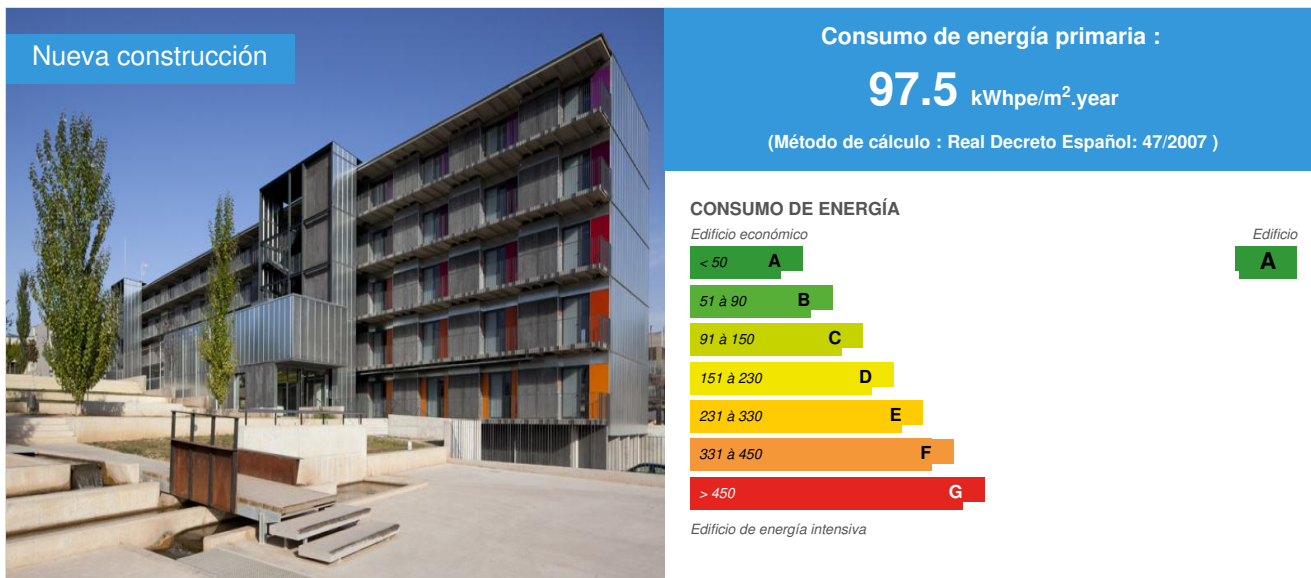 Nueva construcción
Consumo de energía primaria :
97.5 kWhpe/m².year
(Método de cálculo : Real Decreto Español: 47/2007 )
CONSUMO DE ENERGÍA
Edificio económico
Edificio
< 50 A
A
51 à 90 B
91 à 150 C
151 à 230 D
231 à 330 E
331 à 450 F
> 450 G
Edificio de energía intensiva